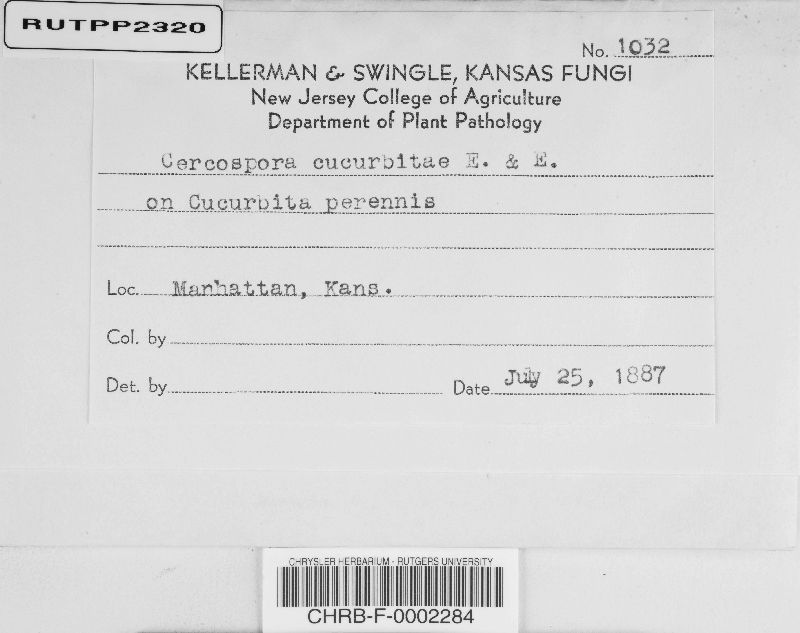 RUTPP2320
No. 1032
KELLERMAN & SWINGLE, KANSAS FUNGI
New Jersey College of Agriculture
Department of Plant Pathology
Cercospora cucurbitae E. & E.
on Cucurbita perennis
Loc. Manhattan, Kans.
Col. by
Det. by
Date July 25, 1887
CHRYSLER HERBARIUM - RUTGERS UNIVERSITY
CHRB-F-0002284